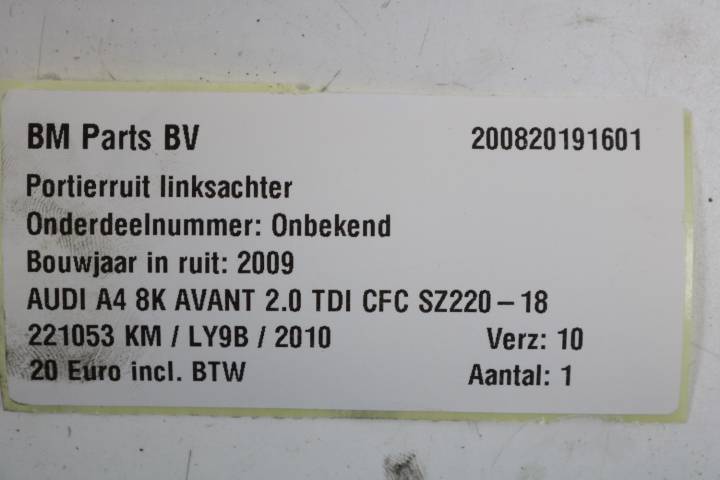 BM Parts BV 200820191601
Portierruit linksachter
Onderdeelnummer: Onbekend
Bouwjaar in ruit: 2009
AUDI A4 8K AVANT 2.0 TDI CFC SZ220 – 18
221053 KM / LY9B / 2010 Verz: 10
20 Euro incl. BTW Aantal: 1